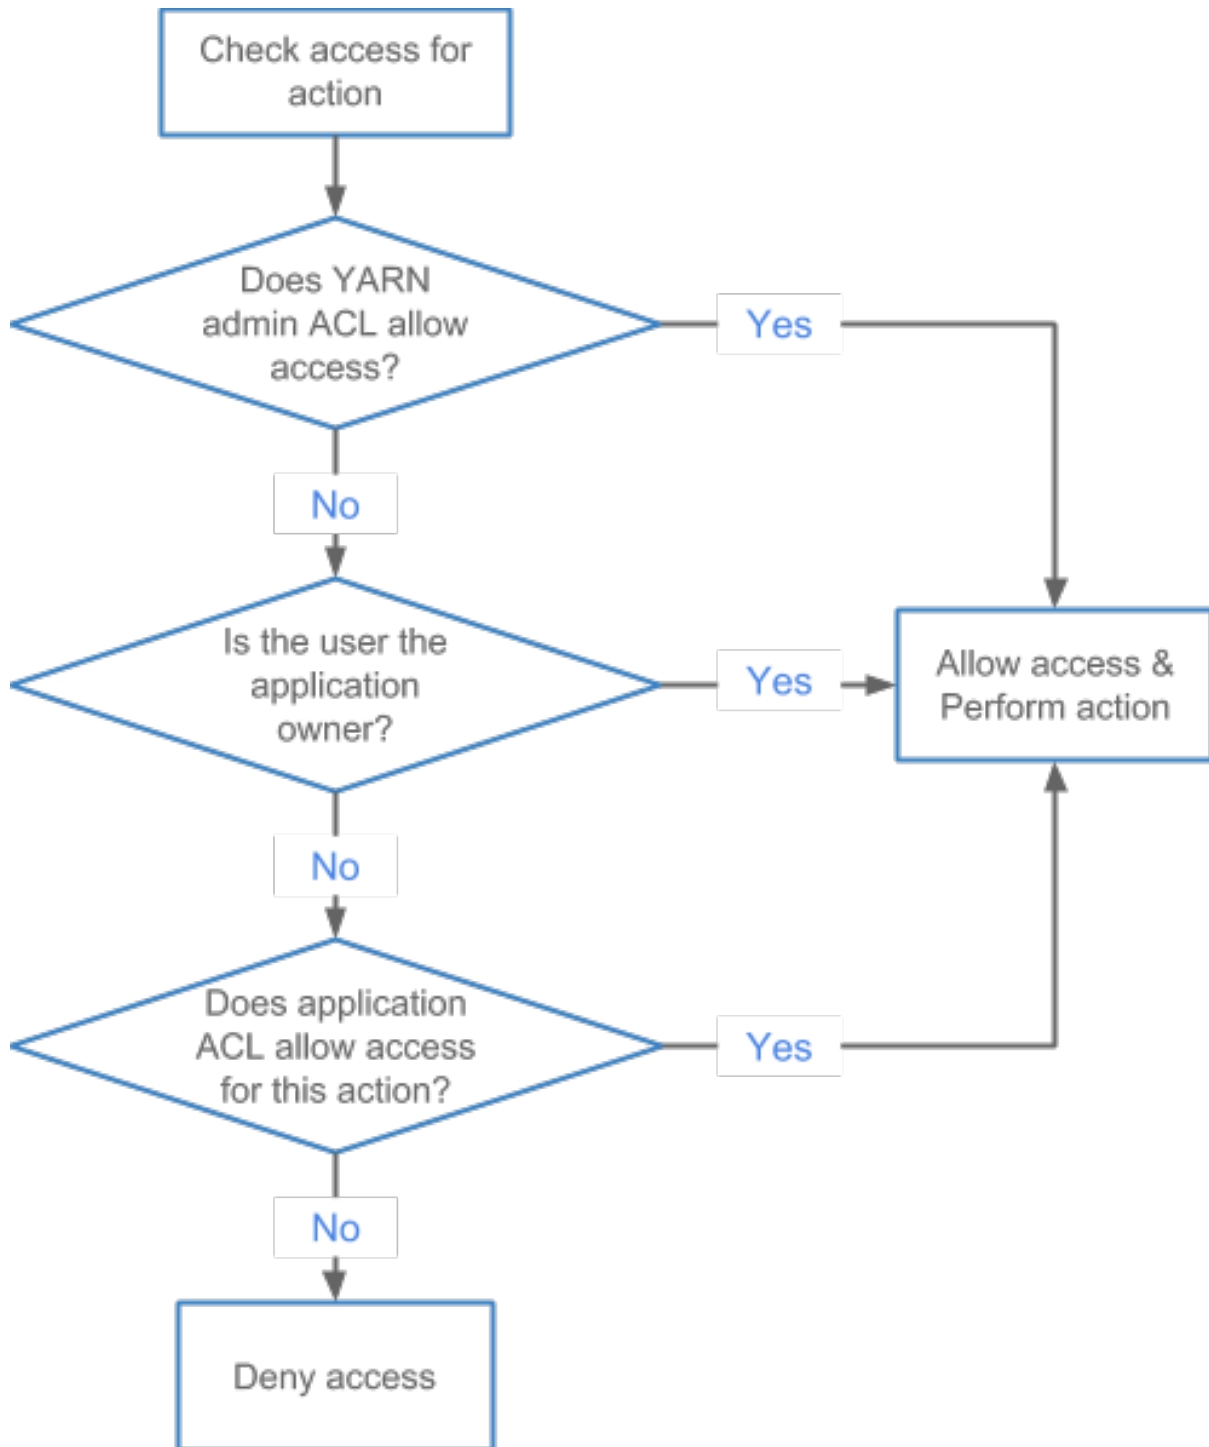 Check access for
action
Does YARN
admin ACL allow
access?
Yes
No
Is the user the
application
owner?
Yes
Allow access &
Perform action
No
Does application
ACL allow access
for this action?
Yes
No
Deny access